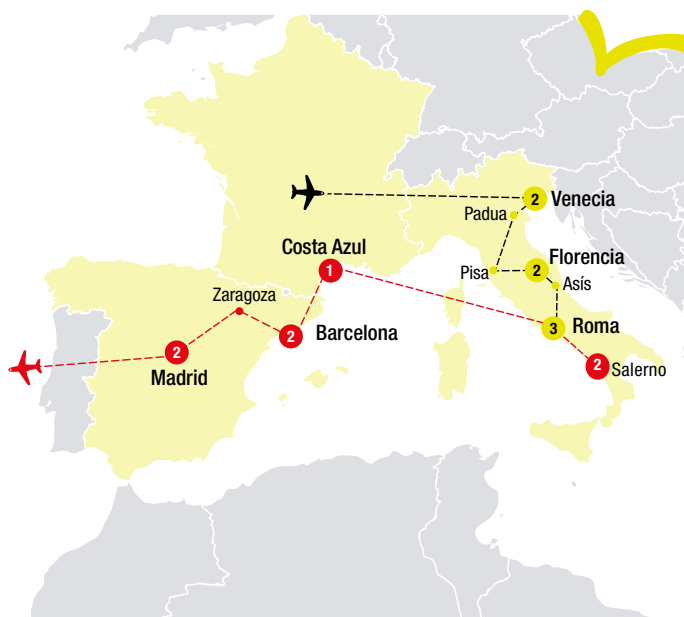 2 Venecia
Padua
Costa Azul
Florencia
1
Pisa
2
Asís
Zaragoza
3 Roma
2 Barcelona
2
Madrid
2 Salerno